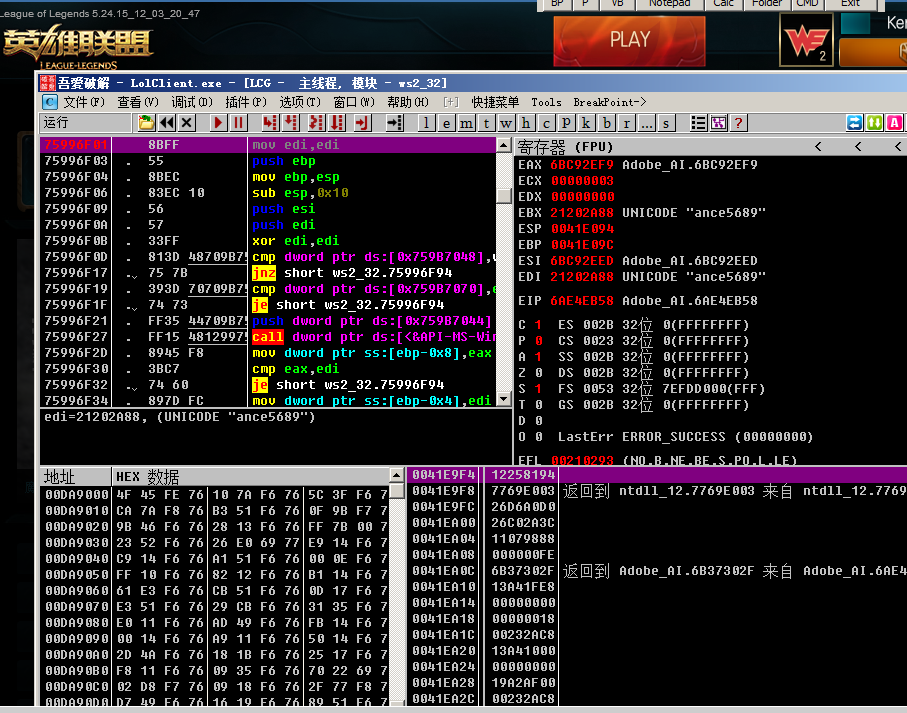 BP P VB Notepad Calc Folder CMD Exit
League of Legends 5.24.15_12_03_20_47
英雄联盟
LEAGUE-LEGENDS
PLAY
2
Ker
吾爱破解 - LolClient.exe - [LCG - 主线程, 模块 - ws2_32]
C 文件(F) 查看(V) 调试(D) 插件(P) 选项(T) 窗口(W) 帮助(H) [+] 快捷菜单 Tools BreakPoint->
运行 l e m t w h c p k b r ... s ? A
75996F01 8BFF mov edi,edi
75996F03 . 55 push ebp
75996F04 . 8BEC mov ebp,esp
75996F06 . 83EC 10 sub esp,0x10
75996F09 . 56 push esi
75996F0A . 57 push edi
75996F0B . 33FF xor edi,edi
75996F0D . 813D 48709B75 cmp dword ptr ds:[0x759B7048],
75996F17 . 75 7B jnz short ws2_32.75996F94
75996F19 . 393D 70709B75 cmp dword ptr ds:[0x759B7070],e
75996F1F . 74 73 je short ws2_32.75996F94
75996F21 . FF35 44709B75 push dword ptr ds:[0x759B7044]
75996F27 . FF15 48129975 call dword ptr ds:[<&API-MS-Win
75996F2D . 8945 F8 mov dword ptr ss:[ebp-0x8],eax
75996F30 . 3BC7 cmp eax,edi
75996F32 . 74 60 je short ws2_32.75996F94
75996F34 . 897D FC mov dword ptr ss:[ebp-0x4],edi
edi=21202A88, (UNICODE "ance5689")
寄存器 (FPU) < < <
EAX 6BC92EF9 Adobe_AI.6BC92EF9
ECX 00000003
EDX 00000000
EBX 21202A88 UNICODE "ance5689"
ESP 0041E094
EBP 0041E09C
ESI 6BC92EED Adobe_AI.6BC92EED
EDI 21202A88 UNICODE "ance5689"
EIP 6AE4EB58 Adobe_AI.6AE4EB58
C 1 ES 002B 32位 0(FFFFFFFF)
P 0 CS 0023 32位 0(FFFFFFFF)
A 1 SS 002B 32位 0(FFFFFFFF)
Z 0 DS 002B 32位 0(FFFFFFFF)
S 1 FS 0053 32位 7EFDD000(FFF)
T 0 GS 002B 32位 0(FFFFFFFF)
D 0
O 0 LastErr ERROR_SUCCESS (00000000)
EFL 00210293 (NO,B,NE,BE,S,PO,L,LE)
地址 HEX 数据
00DA9000 4F 45 FE 76 10 7A F6 76 5C 3F F6 7
00DA9010 CA 7A F8 76 B3 51 F6 76 0F 9B F7 7
00DA9020 9B 46 F6 76 28 13 F6 76 FF 7B 00 7
00DA9030 23 52 F6 76 26 E0 69 77 E9 14 F6 7
00DA9040 C9 14 F6 76 A1 51 F6 76 00 0E F6 7
00DA9050 FF 10 F6 76 82 12 F6 76 B1 14 F6 7
00DA9060 61 E3 F6 76 CB 51 F6 76 0D 17 F6 7
00DA9070 E3 51 F6 76 29 CB F6 76 31 35 F6 7
00DA9080 E0 11 F6 76 AD 49 F6 76 FB 14 F6 7
00DA9090 00 14 F6 76 A9 11 F6 76 50 14 F6 7
00DA90A0 2D 4A F6 76 18 1B F6 76 25 17 F6 7
00DA90B0 F8 11 F6 76 09 35 F6 76 70 22 69 7
00DA90C0 02 D8 F7 76 09 18 F6 76 2F 77 F8 7
00DA90D0 D7 49 F6 76 16 19 F6 76 89 51 F6 7
0041E9F4 12258194
0041E9F8 7769E003 返回到 ntdll_12.7769E003 来自 ntdll_12.7769
0041E9FC 26D6A0D0
0041EA00 26C02A3C
0041EA04 11079888
0041EA08 000000FE
0041EA0C 6B37302F 返回到 Adobe_AI.6B37302F 来自 Adobe_AI.6AE4
0041EA10 13A41FE8
0041EA14 00000000
0041EA18 00000018
0041EA1C 00232AC8
0041EA20 13A41000
0041EA24 00000000
0041EA28 19A2AF00
0041EA2C 00232AC8